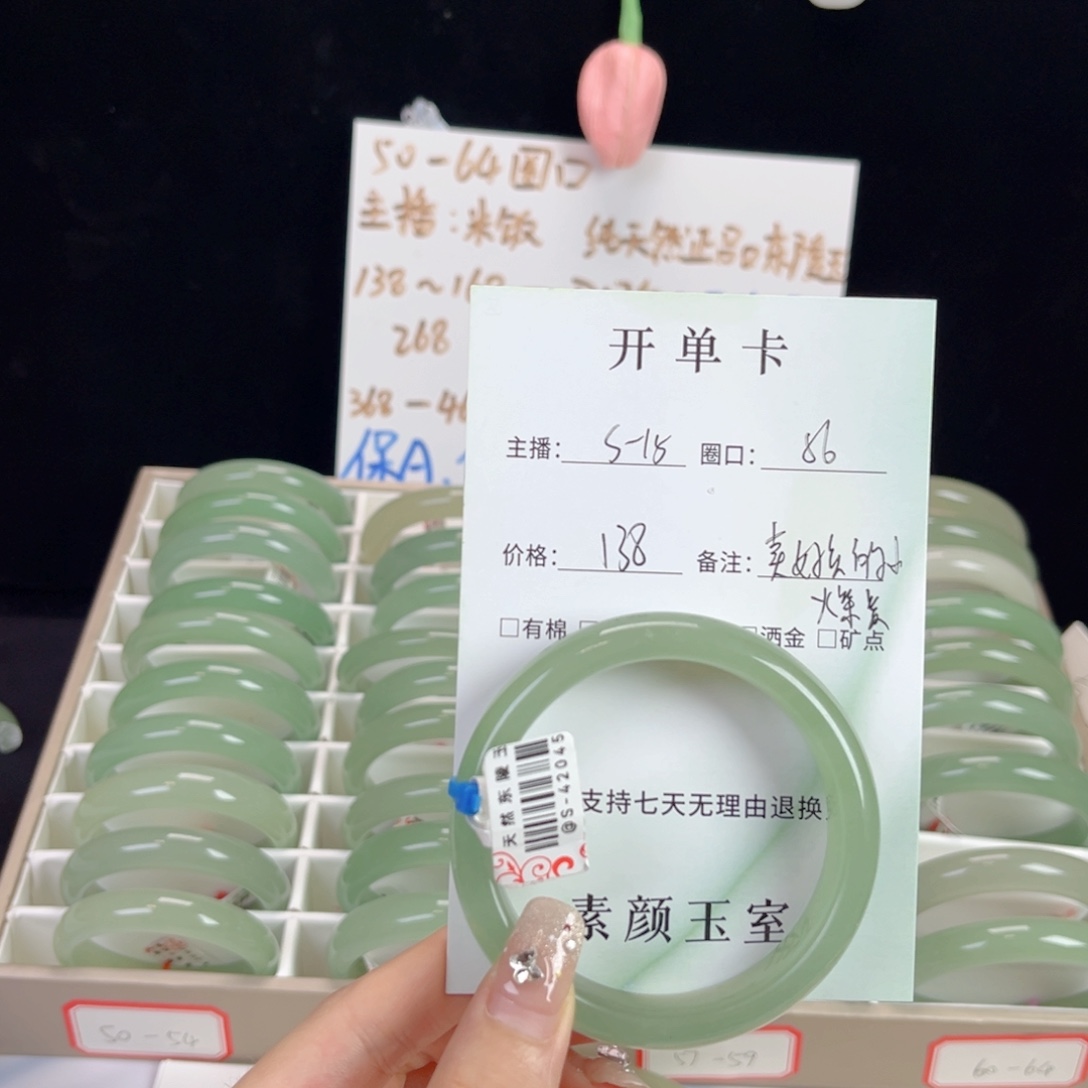 50-64圈口
主播:米饭 纯天然正品东陵玉
138~16
268
368-46
保A.
开单卡
主播: S-18 圈口: 56
价格: 138 备注:
□有棉 洒金 □矿点
天然东陵玉
@S-42045
支持七天无理由退换
素颜玉室
50-54
57-59
60-64